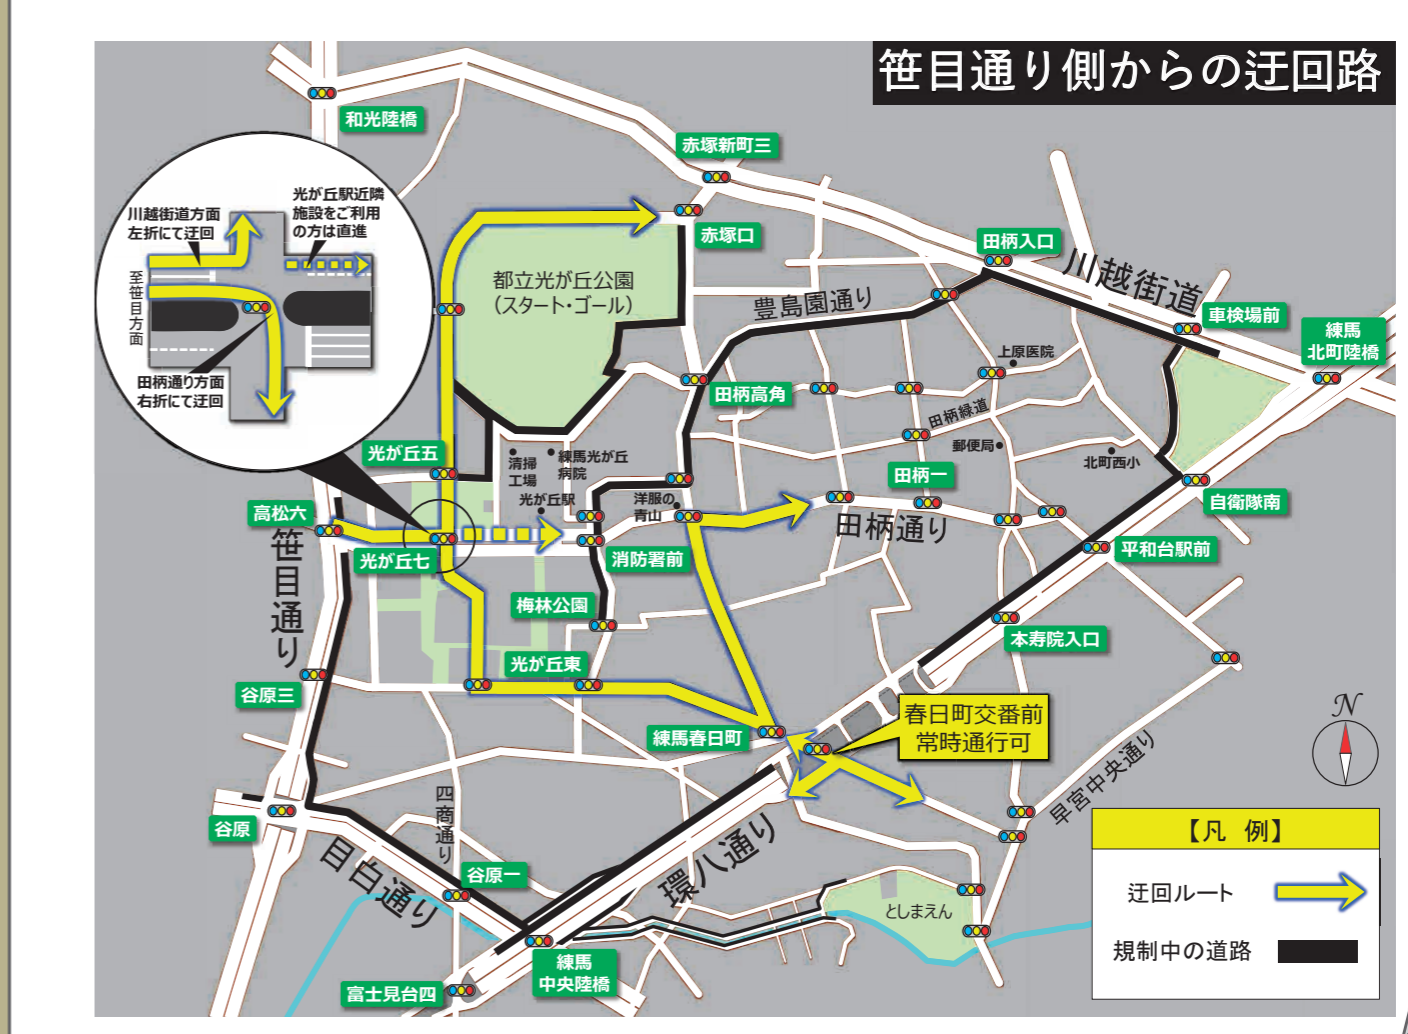 笹目通り側からの迂回路
和光陸橋
赤塚新町三
川越街道方面
左折にて迂回
光が丘駅近隣
施設をご利用
の方は直進
至笹目方面
田柄通り方面
右折にて迂回
赤塚口
田柄入口
川越街道
都立光が丘公園
（スタート・ゴール）
豊島園通り
車検場前
練馬
北町陸橋
上原医院
田柄高角
田柄緑道
郵便局
北町西小
光が丘五
清掃
工場
練馬光が丘
病院
光が丘駅
洋服の
青山
田柄一
田柄通り
自衛隊南
高松六
光が丘七
消防署前
平和台駅前
笹目通り
梅林公園
本寿院入口
光が丘東
谷原三
練馬春日町
春日町交番前
常時通行可
N
早宮中央通り
四商通り
谷原
目白通り
谷原一
環八通り
としまえん
練馬
中央陸橋
富士見台四
【凡 例】
迂回ルート
規制中の道路